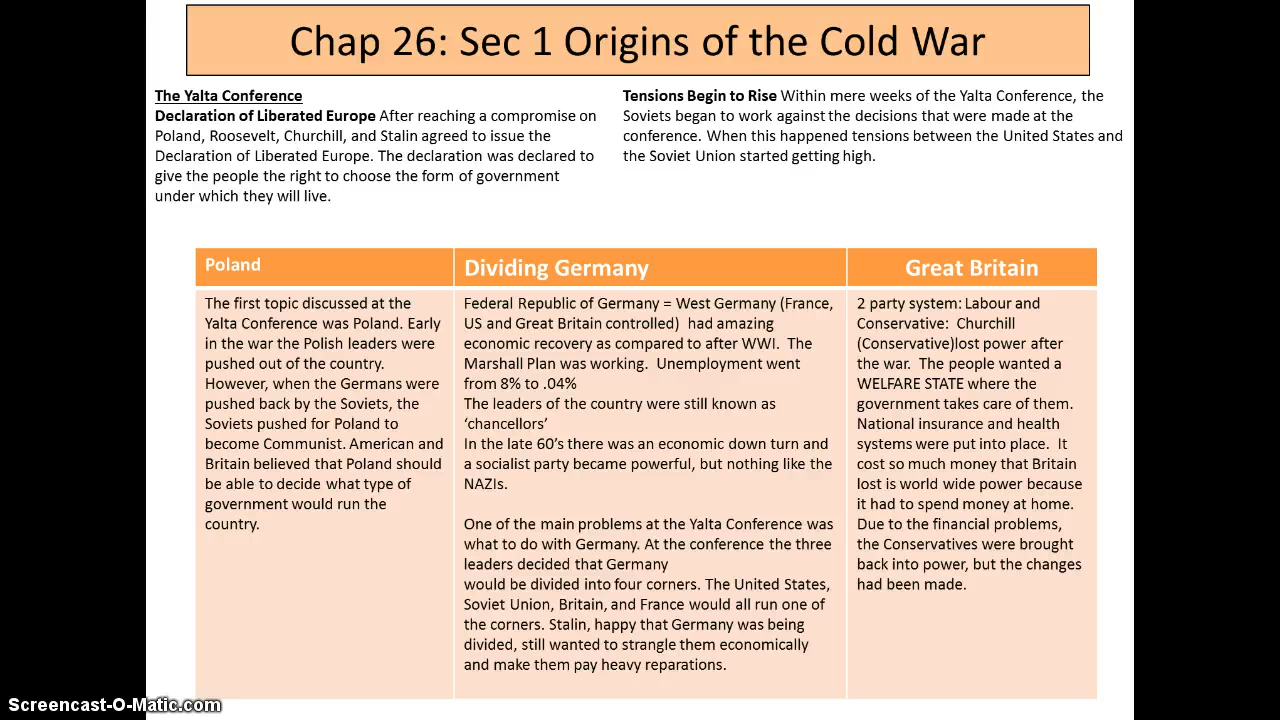 Chap 26: Sec 1 Origins of the Cold War
The Yalta Conference
Declaration of Liberated Europe After reaching a compromise on
Poland, Roosevelt, Churchill, and Stalin agreed to issue the
Declaration of Liberated Europe. The declaration was declared to
give the people the right to choose the form of government
under which they will live.
Tensions Begin to Rise Within mere weeks of the Yalta Conference, the
Soviets began to work against the decisions that were made at the
conference. When this happened tensions between the United States and
the Soviet Union started getting high.
Poland
The first topic discussed at the
Yalta Conference was Poland. Early
in the war the Polish leaders were
pushed out of the country.
However, when the Germans were
pushed back by the Soviets, the
Soviets pushed for Poland to
become Communist. American and
Britain believed that Poland should
be able to decide what type of
government would run the
country.
Dividing Germany
Federal Republic of Germany = West Germany (France,
US and Great Britain controlled) had amazing
economic recovery as compared to after WWI. The
Marshall Plan was working. Unemployment went
from 8% to .04%
The leaders of the country were still known as
‘chancellors’
In the late 60’s there was an economic down turn and
a socialist party became powerful, but nothing like the
NAZIs.
One of the main problems at the Yalta Conference was
what to do with Germany. At the conference the three
leaders decided that Germany
would be divided into four corners. The United States,
Soviet Union, Britain, and France would all run one of
the corners. Stalin, happy that Germany was being
divided, still wanted to strangle them economically
and make them pay heavy reparations.
Great Britain
2 party system: Labour and
Conservative: Churchill
(Conservative)lost power after
the war. The people wanted a
WELFARE STATE where the
government takes care of them.
National insurance and health
systems were put into place. It
cost so much money that Britain
lost is world wide power because
it had to spend money at home.
Due to the financial problems,
the Conservatives were brought
back into power, but the changes
had been made.
Screencast-O-Matic.com